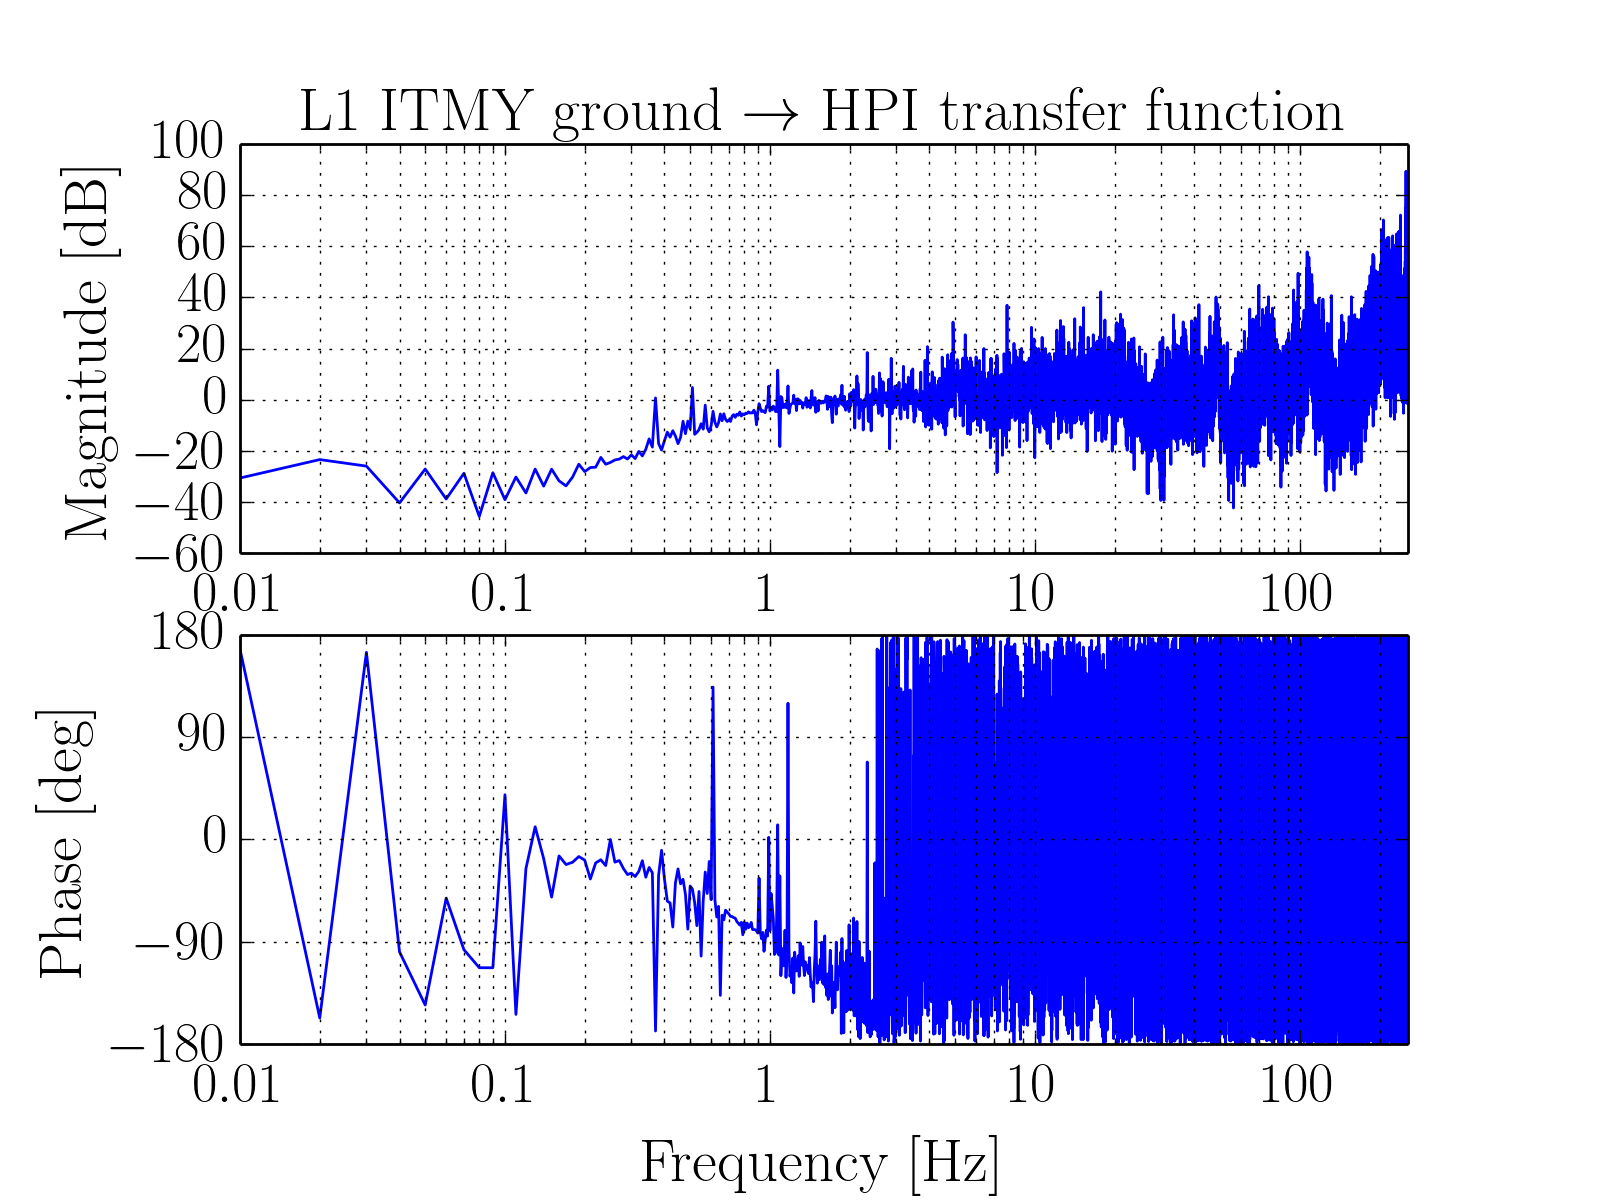 L1 ITMY ground → HPI transfer function
Magnitude [dB]
100
80
60
40
20
0
−20
−40
−60
0.01 0.1 1 10 100
Phase [deg]
180
90
0
−90
−180
0.01 0.1 1 10 100
Frequency [Hz]